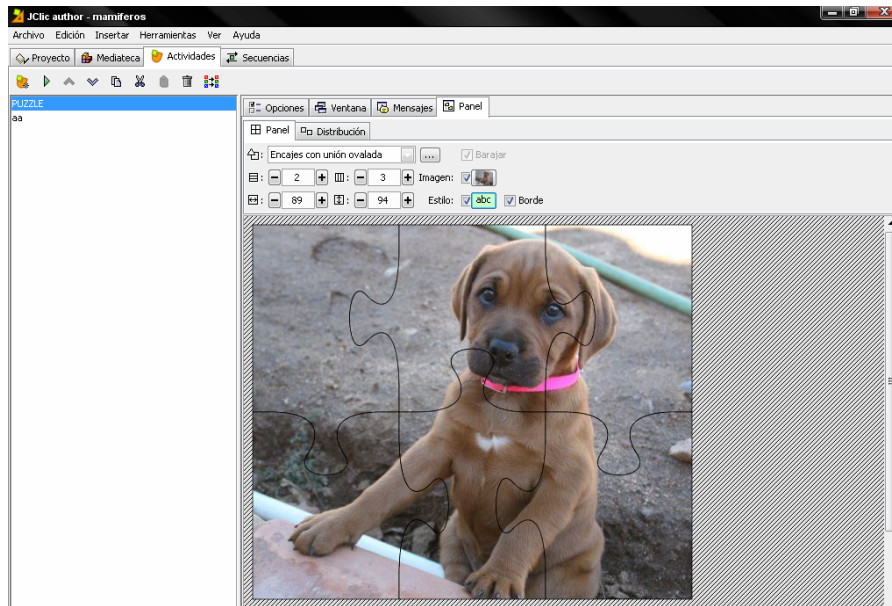 JClic author - mamiferos
Archivo Edición Insertar Herramientas Ver Ayuda
Proyecto Mediateca Actividades Secuencias
PUZZLE
aa
Opciones Ventana Mensajes Panel
Panel Distribución
: Encajes con unión ovalada ... Barajar
: 2 : 3 Imagen:
: 89 : 94 Estilo: abc Borde